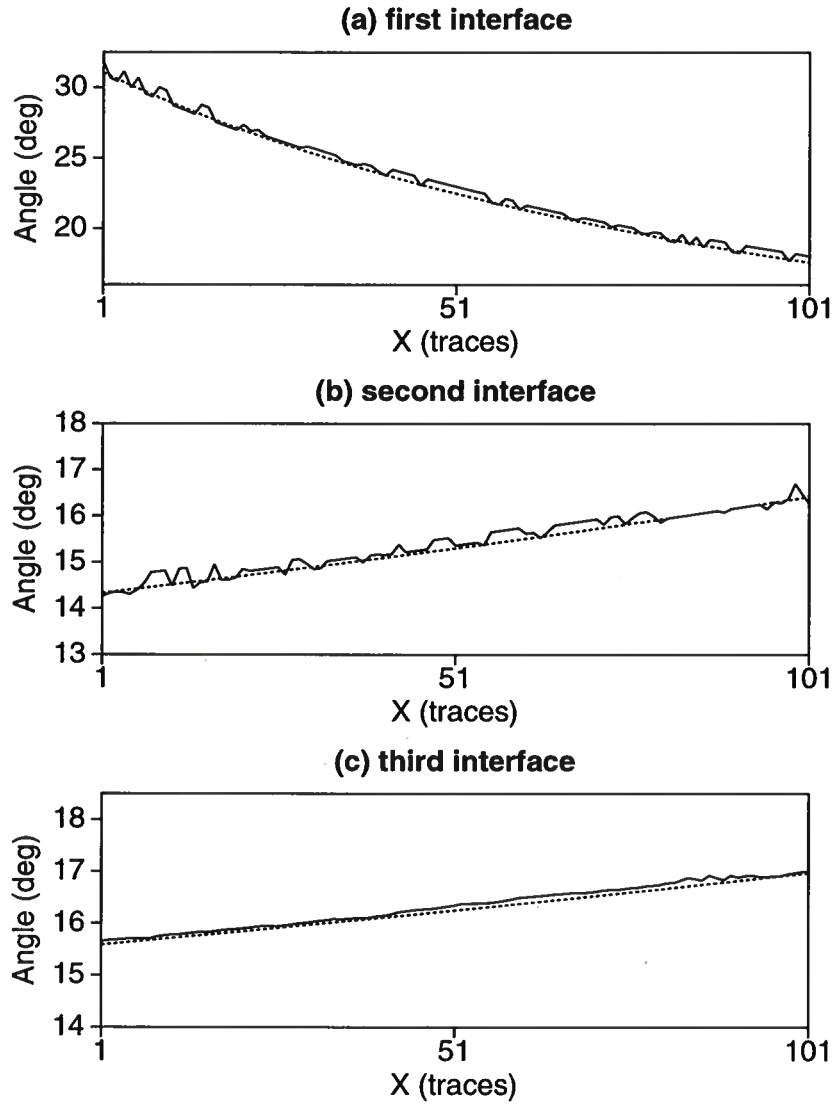 (a) first interface
Angle (deg)
30
25
20
1
51
101
X (traces)
(b) second interface
Angle (deg)
18
17
16
15
14
13
1
51
101
X (traces)
(c) third interface
Angle (deg)
18
17
16
15
14
1
51
101
X (traces)